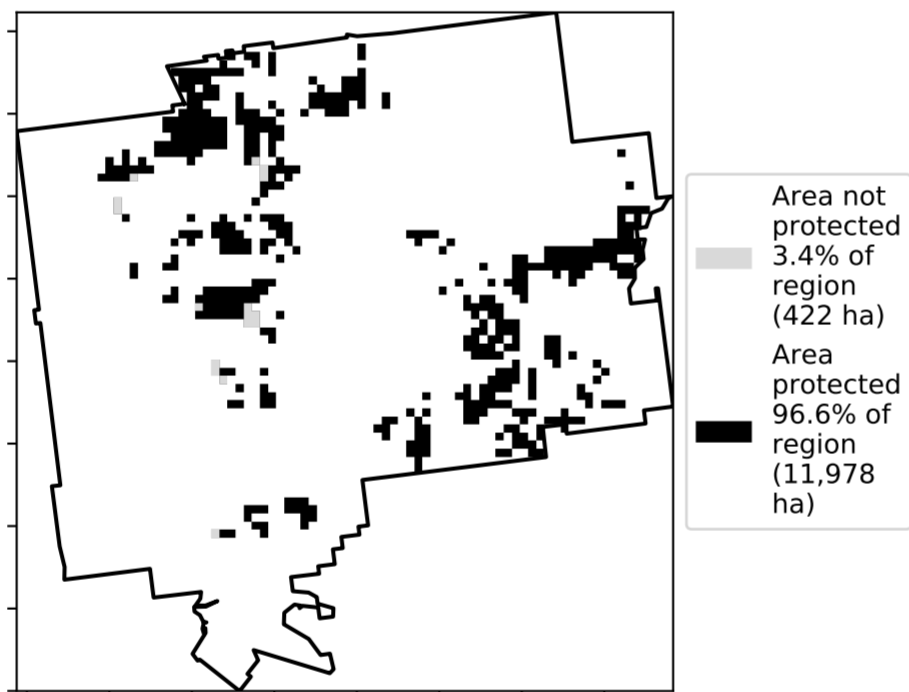 Area not
protected
3.4% of
region
(422 ha)
Area
protected
96.6% of
region
(11,978
ha)